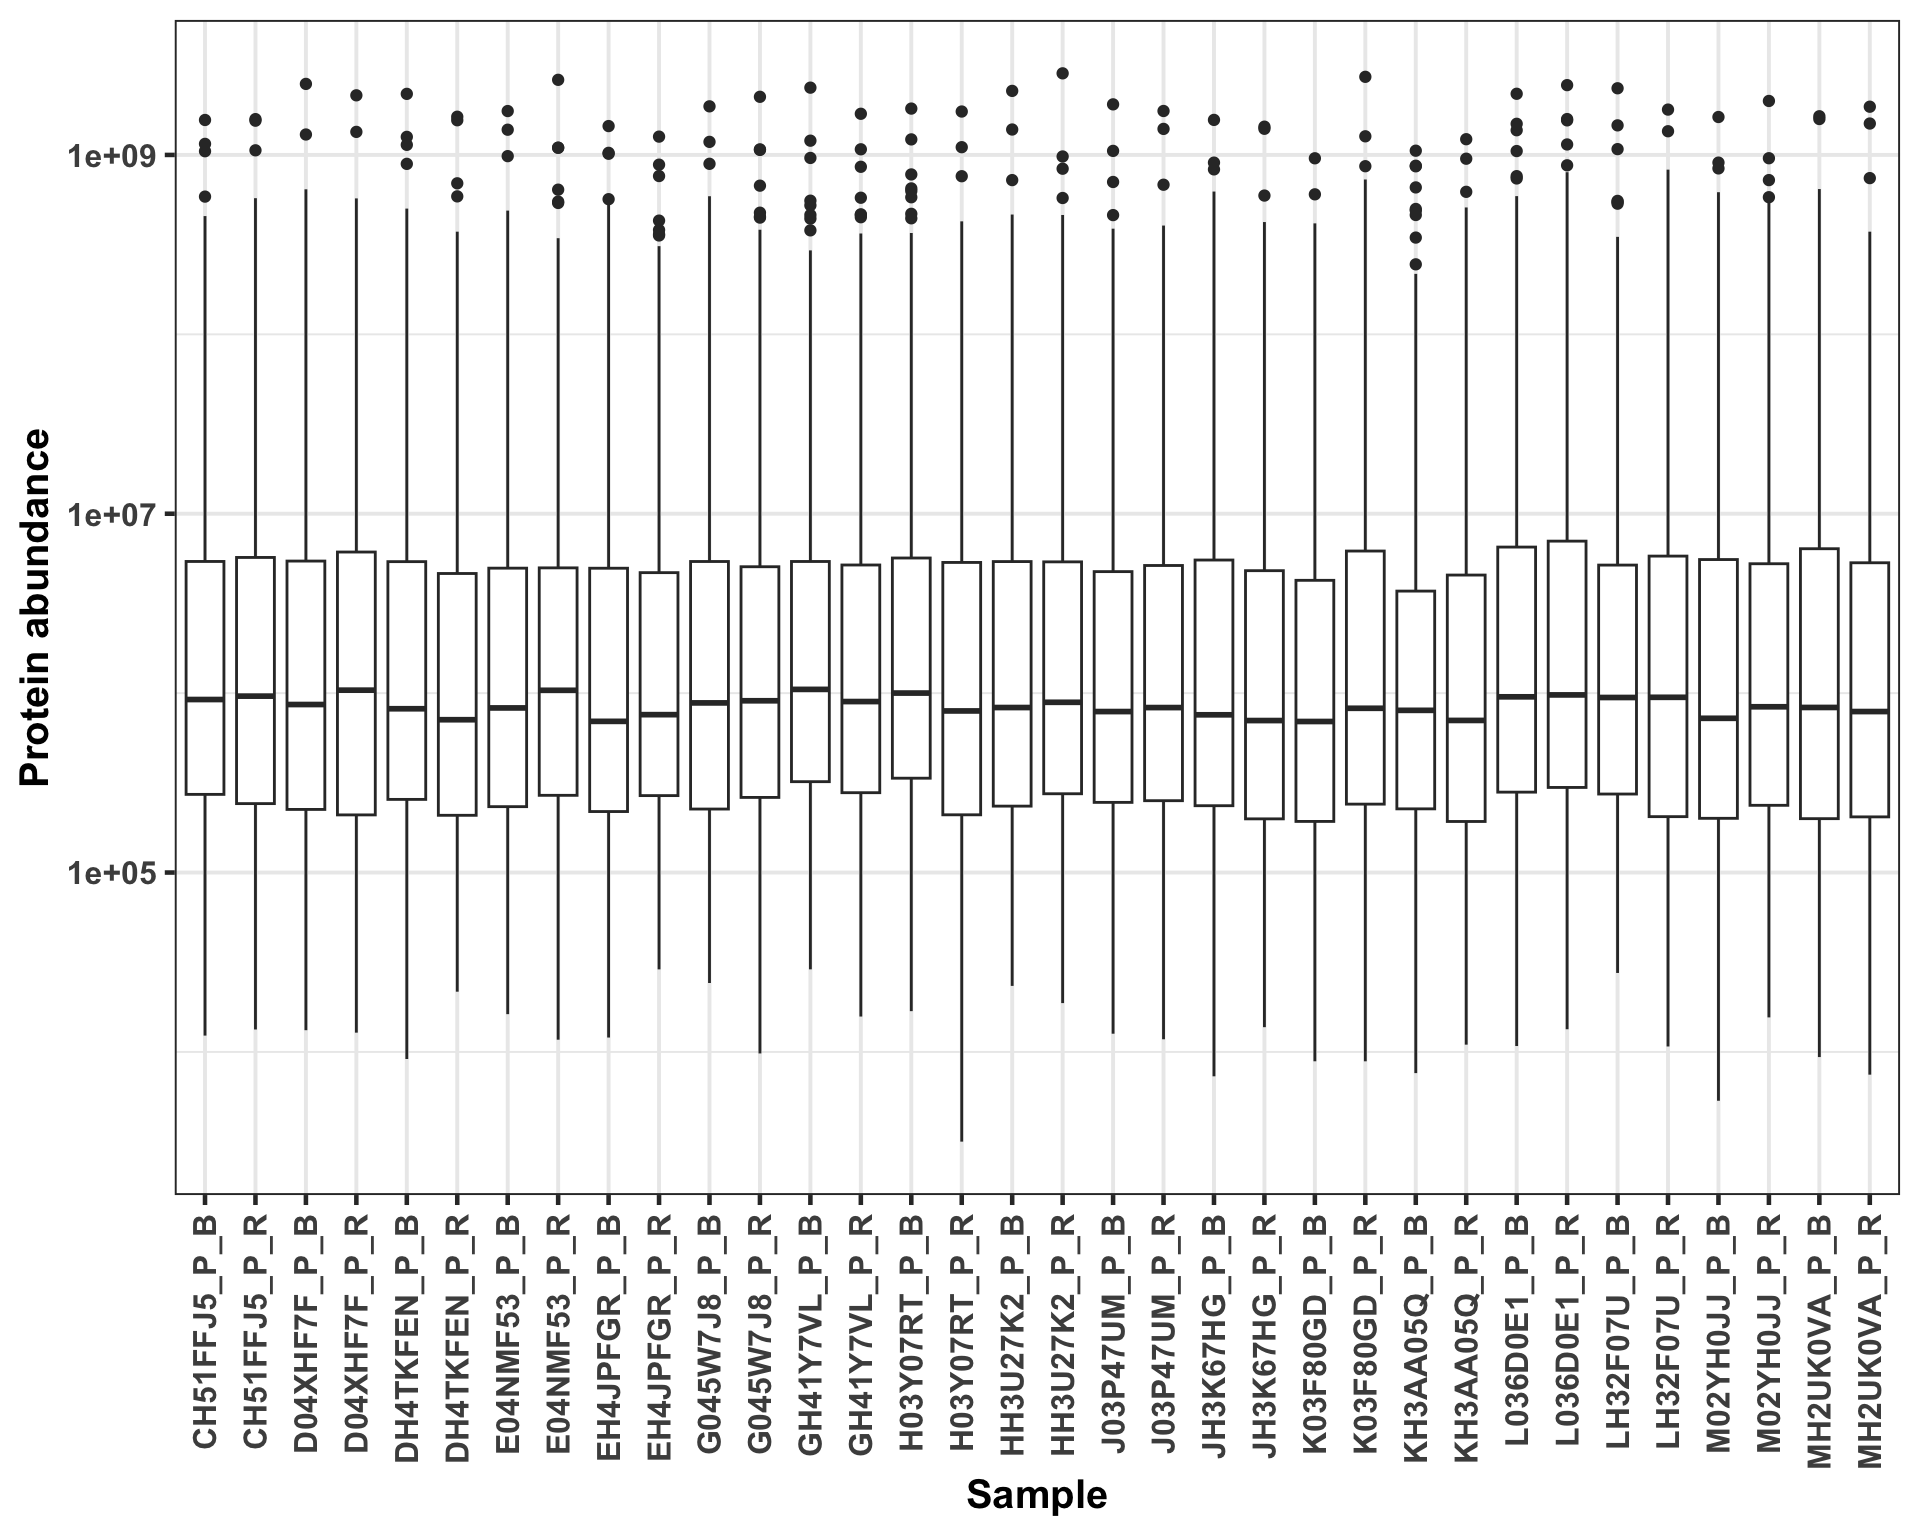 Protein abundance
1e+09
1e+07
1e+05
CH51FFJ5_P_B
CH51FFJ5_P_R
D04XHF7F_P_B
D04XHF7F_P_R
DH4TKFEN_P_B
DH4TKFEN_P_R
E04NMF53_P_B
E04NMF53_P_R
EH4JPFGR_P_B
EH4JPFGR_P_R
G045W7J8_P_B
G045W7J8_P_R
GH41Y7VL_P_B
GH41Y7VL_P_R
H03Y07RT_P_B
H03Y07RT_P_R
HH3U27K2_P_B
HH3U27K2_P_R
J03P47UM_P_B
J03P47UM_P_R
JH3K67HG_P_B
JH3K67HG_P_R
K03F80GD_P_B
K03F80GD_P_R
KH3AA05Q_P_B
KH3AA05Q_P_R
L036D0E1_P_B
L036D0E1_P_R
LH32F07U_P_B
LH32F07U_P_R
M02YH0JJ_P_B
M02YH0JJ_P_R
MH2UK0VA_P_B
MH2UK0VA_P_R
Sample